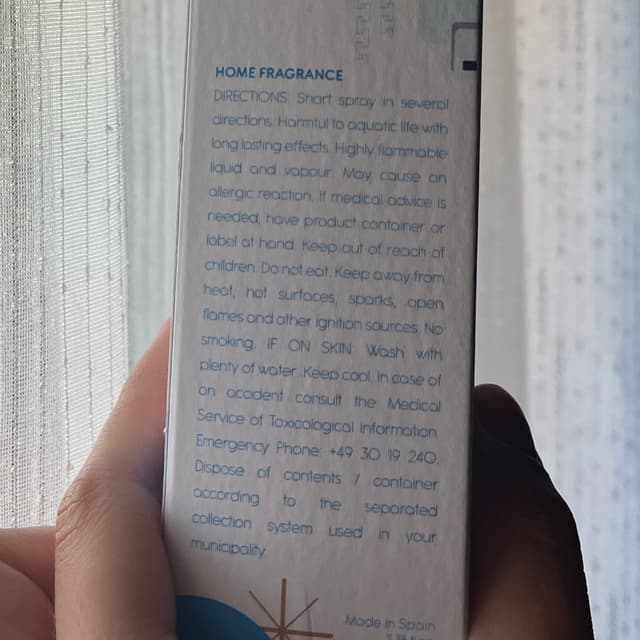 HOME FRAGRANCE
DIRECTIONS: Short spray in several
directions. Harmful to aquatic life with
long lasting effects. Highly flammable
liquid and vapour. May cause an
allergic reaction. If medical advice is
needed, have product container or
label at hand. Keep out of reach of
children. Do not eat. Keep away from
heat, hot surfaces, sparks, open
flames and other ignition sources. No
smoking. IF ON SKIN: Wash with
plenty of water. Keep cool. In case of
an accident consult the Medical
Service of Toxicological Information.
Emergency Phone: +49 30 19 240.
Dispose of contents / container
according to the separated
collection system used in your
municipality.
Made in Spain